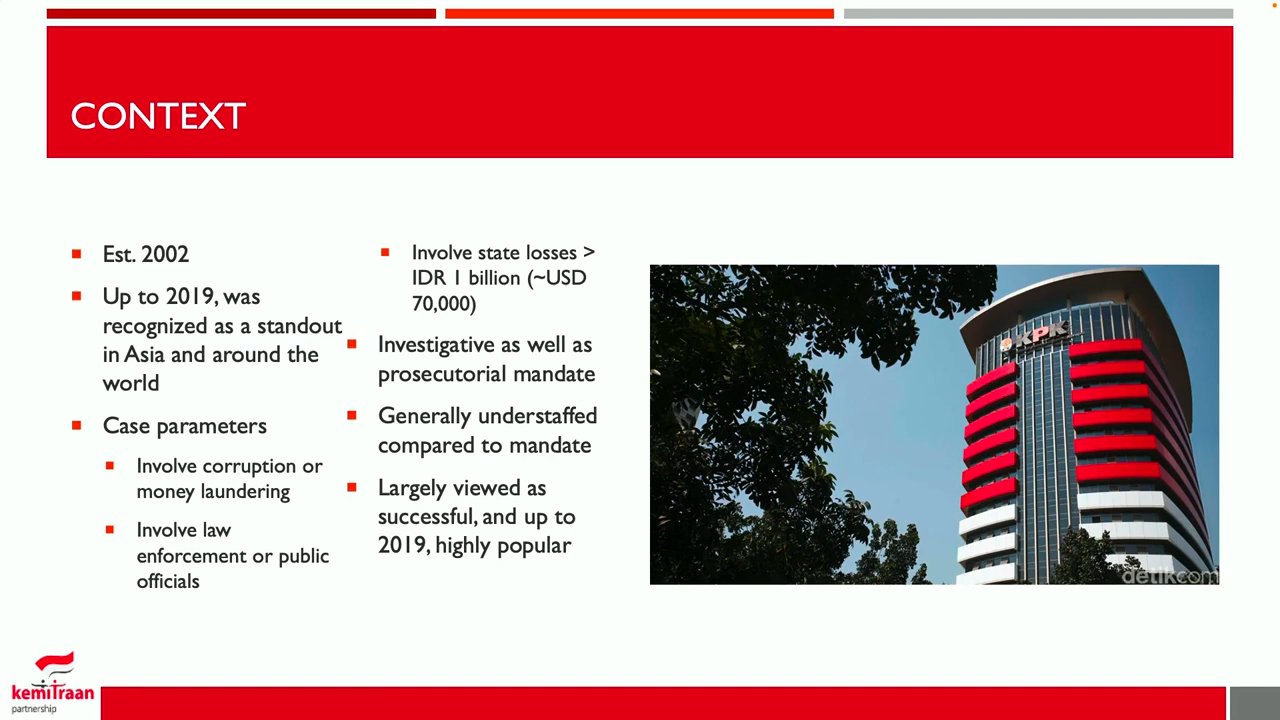 CONTEXT
Est. 2002
Up to 2019, was
recognized as a standout
in Asia and around the
world
Case parameters
Involve corruption or
money laundering
Involve law
enforcement or public
officials
Involve state losses >
IDR 1 billion (~USD
70,000)
Investigative as well as
prosecutorial mandate
Generally understaffed
compared to mandate
Largely viewed as
successful, and up to
2019, highly popular
KPK
detikcom
kemitraan
partnership